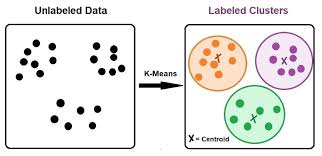 Unlabeled Data
Labeled Clusters
K-Means
X
X
X
X = Centroid